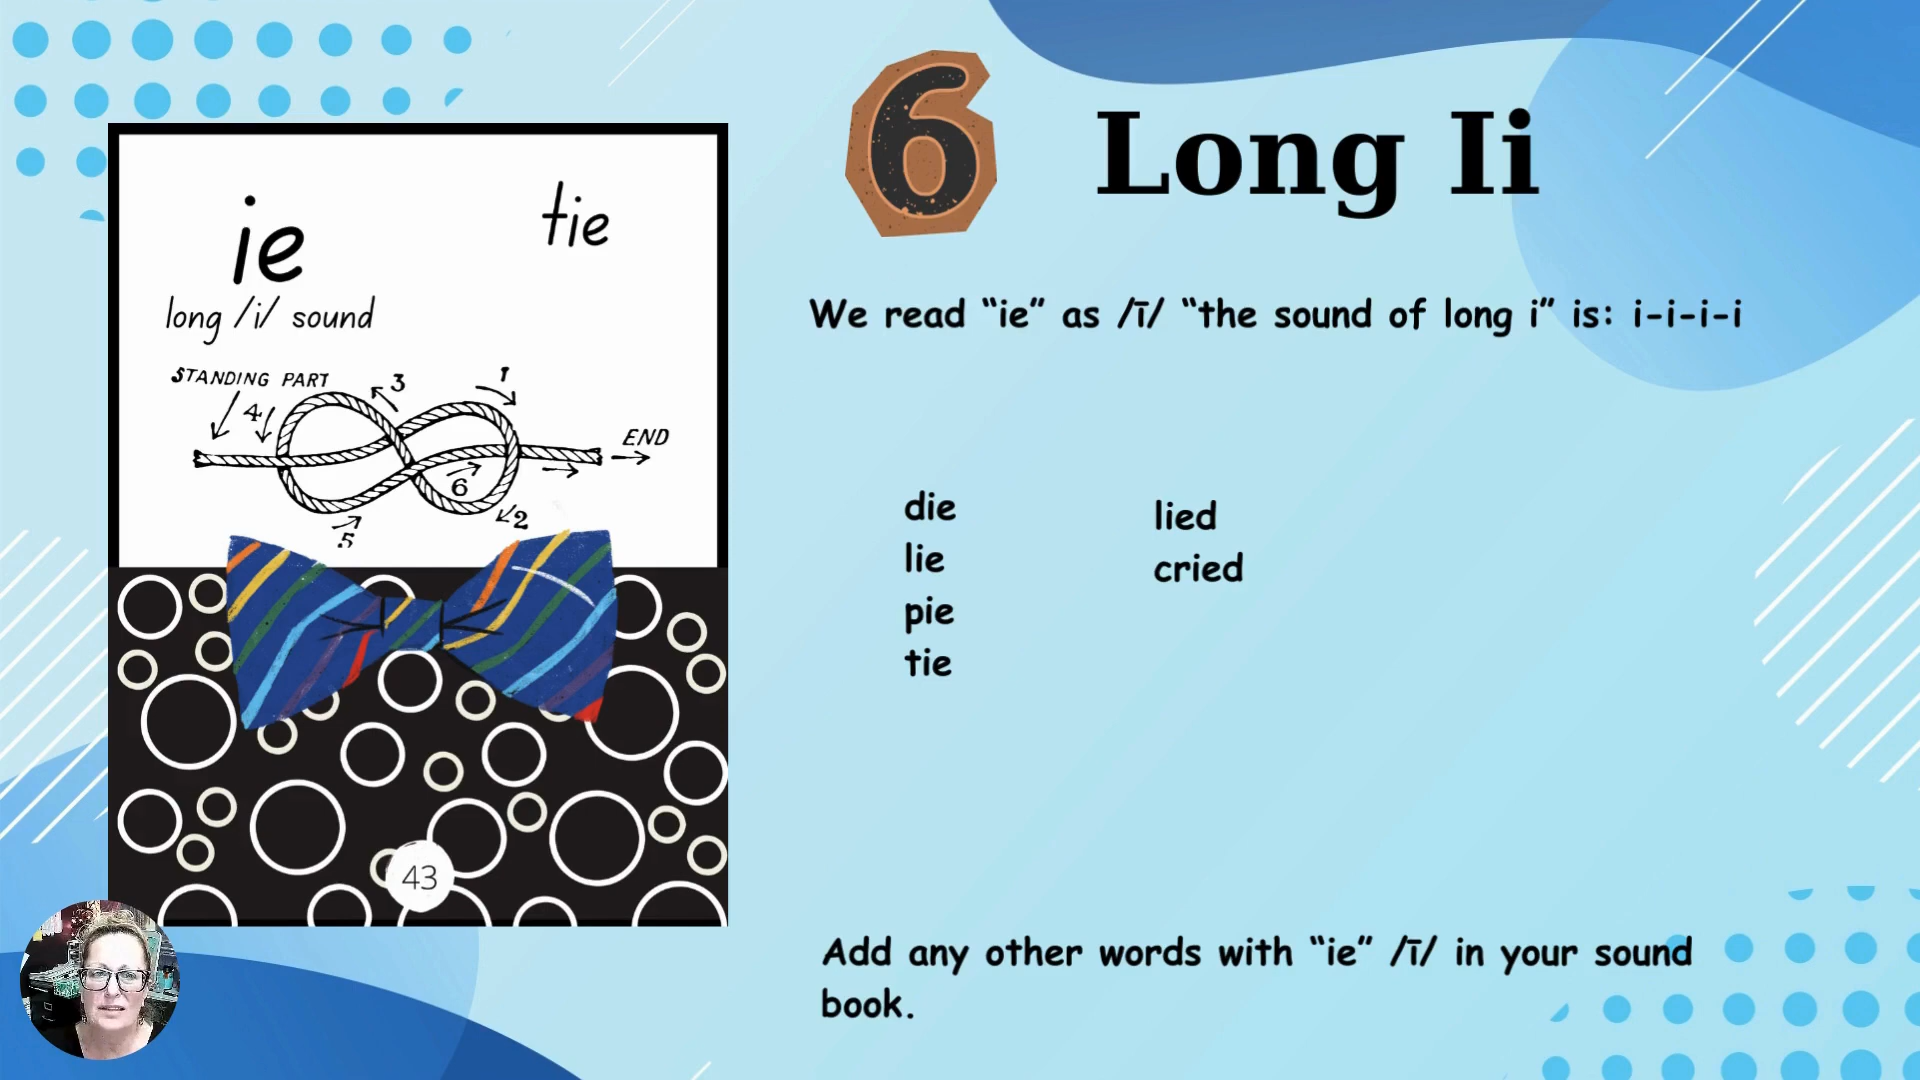 ie
tie
long /i/ sound
STANDING PART
1
3
4
END
6
2
5
43
6
Long Ii
We read “ie” as /ī/ “the sound of long i” is: i-i-i-i
die
lie
pie
tie
lied
cried
Add any other words with “ie” /ī/ in your sound
book.